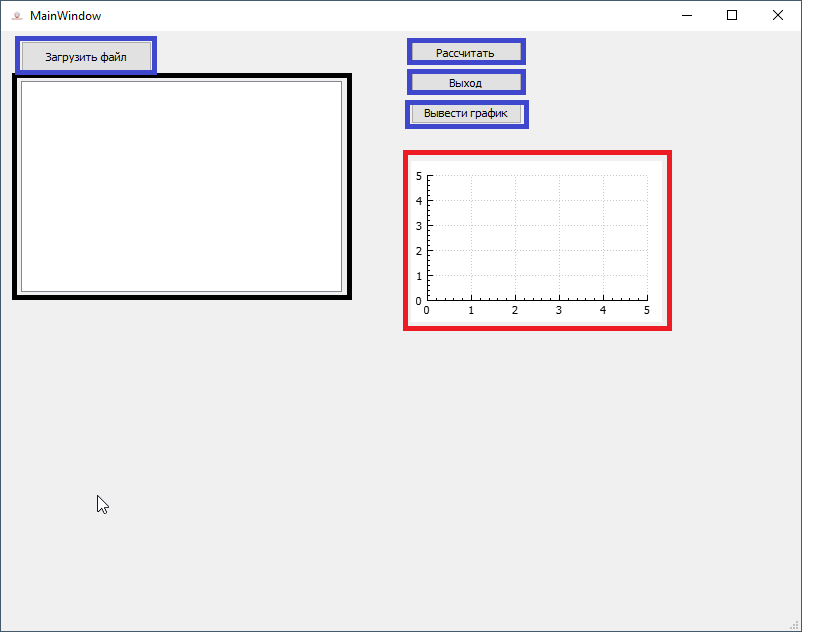 MainWindow
Загрузить файл
Рассчитать
Выход
Вывести график
5
4
3
2
1
0
0 1 2 3 4 5